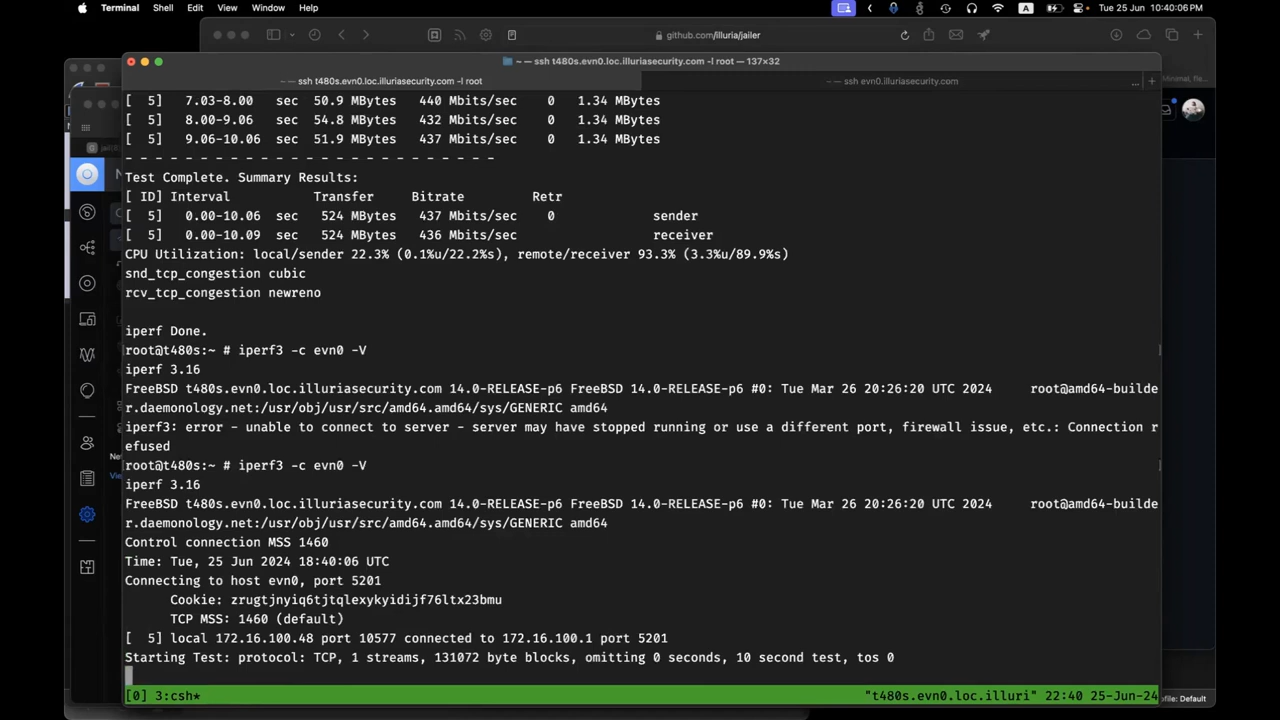 Terminal Shell Edit View Window Help
A Tue 25 Jun 10:40:06 PM
github.com/illuria/jailer
~ — ssh t480s.evn0.loc.illuriasecurity.com -l root — 137×32
~ — ssh t480s.evn0.loc.illuriasecurity.com -l root
~ — ssh evn0.illuriasecurity.com ... +
[  5]   7.03-8.00   sec  50.9 MBytes   440 Mbits/sec    0   1.34 MBytes
[  5]   8.00-9.06   sec  54.8 MBytes   432 Mbits/sec    0   1.34 MBytes
[  5]   9.06-10.06  sec  51.9 MBytes   437 Mbits/sec    0   1.34 MBytes
- - - - - - - - - - - - - - - - - - - - - - - - -
Test Complete. Summary Results:
[ ID] Interval           Transfer     Bitrate         Retr
[  5]   0.00-10.06  sec   524 MBytes   437 Mbits/sec    0             sender
[  5]   0.00-10.09  sec   524 MBytes   436 Mbits/sec                  receiver
CPU Utilization: local/sender 22.3% (0.1%u/22.2%s), remote/receiver 93.3% (3.3%u/89.9%s)
snd_tcp_congestion cubic
rcv_tcp_congestion newreno
iperf Done.
root@t480s:~ # iperf3 -c evn0 -V
iperf 3.16
FreeBSD t480s.evn0.loc.illuriasecurity.com 14.0-RELEASE-p6 FreeBSD 14.0-RELEASE-p6 #0: Tue Mar 26 20:26:20 UTC 2024     root@amd64-builde
r.daemonology.net:/usr/obj/usr/src/amd64.amd64/sys/GENERIC amd64
iperf3: error - unable to connect to server - server may have stopped running or use a different port, firewall issue, etc.: Connection r
efused
root@t480s:~ # iperf3 -c evn0 -V
iperf 3.16
FreeBSD t480s.evn0.loc.illuriasecurity.com 14.0-RELEASE-p6 FreeBSD 14.0-RELEASE-p6 #0: Tue Mar 26 20:26:20 UTC 2024     root@amd64-builde
r.daemonology.net:/usr/obj/usr/src/amd64.amd64/sys/GENERIC amd64
Control connection MSS 1460
Time: Tue, 25 Jun 2024 18:40:06 UTC
Connecting to host evn0, port 5201
      Cookie: zrugtjnyiq6tjtqlexykyidijf76ltx23bmu
      TCP MSS: 1460 (default)
[  5] local 172.16.100.48 port 10577 connected to 172.16.100.1 port 5201
Starting Test: protocol: TCP, 1 streams, 131072 byte blocks, omitting 0 seconds, 10 second test, tos 0
[0] 3:csh* "t480s.evn0.loc.illuri" 22:40 25-Jun-24